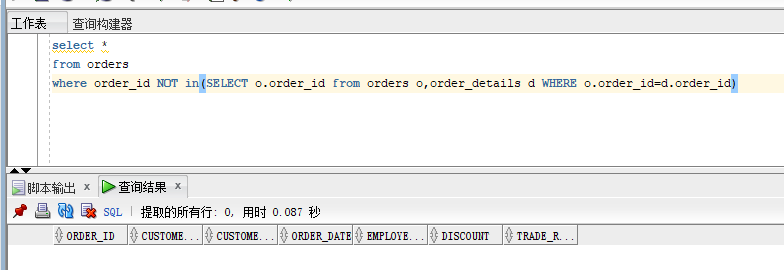 工作表 查询构建器
select *
from orders
where order_id NOT in(SELECT o.order_id from orders o,order_details d WHERE o.order_id=d.order_id)
脚本输出 x 查询结果 x
SQL | 提取的所有行: 0, 用时 0.087 秒
ORDER_ID CUSTOME... CUSTOME... ORDER_DATE EMPLOYE... DISCOUNT TRADE_R...